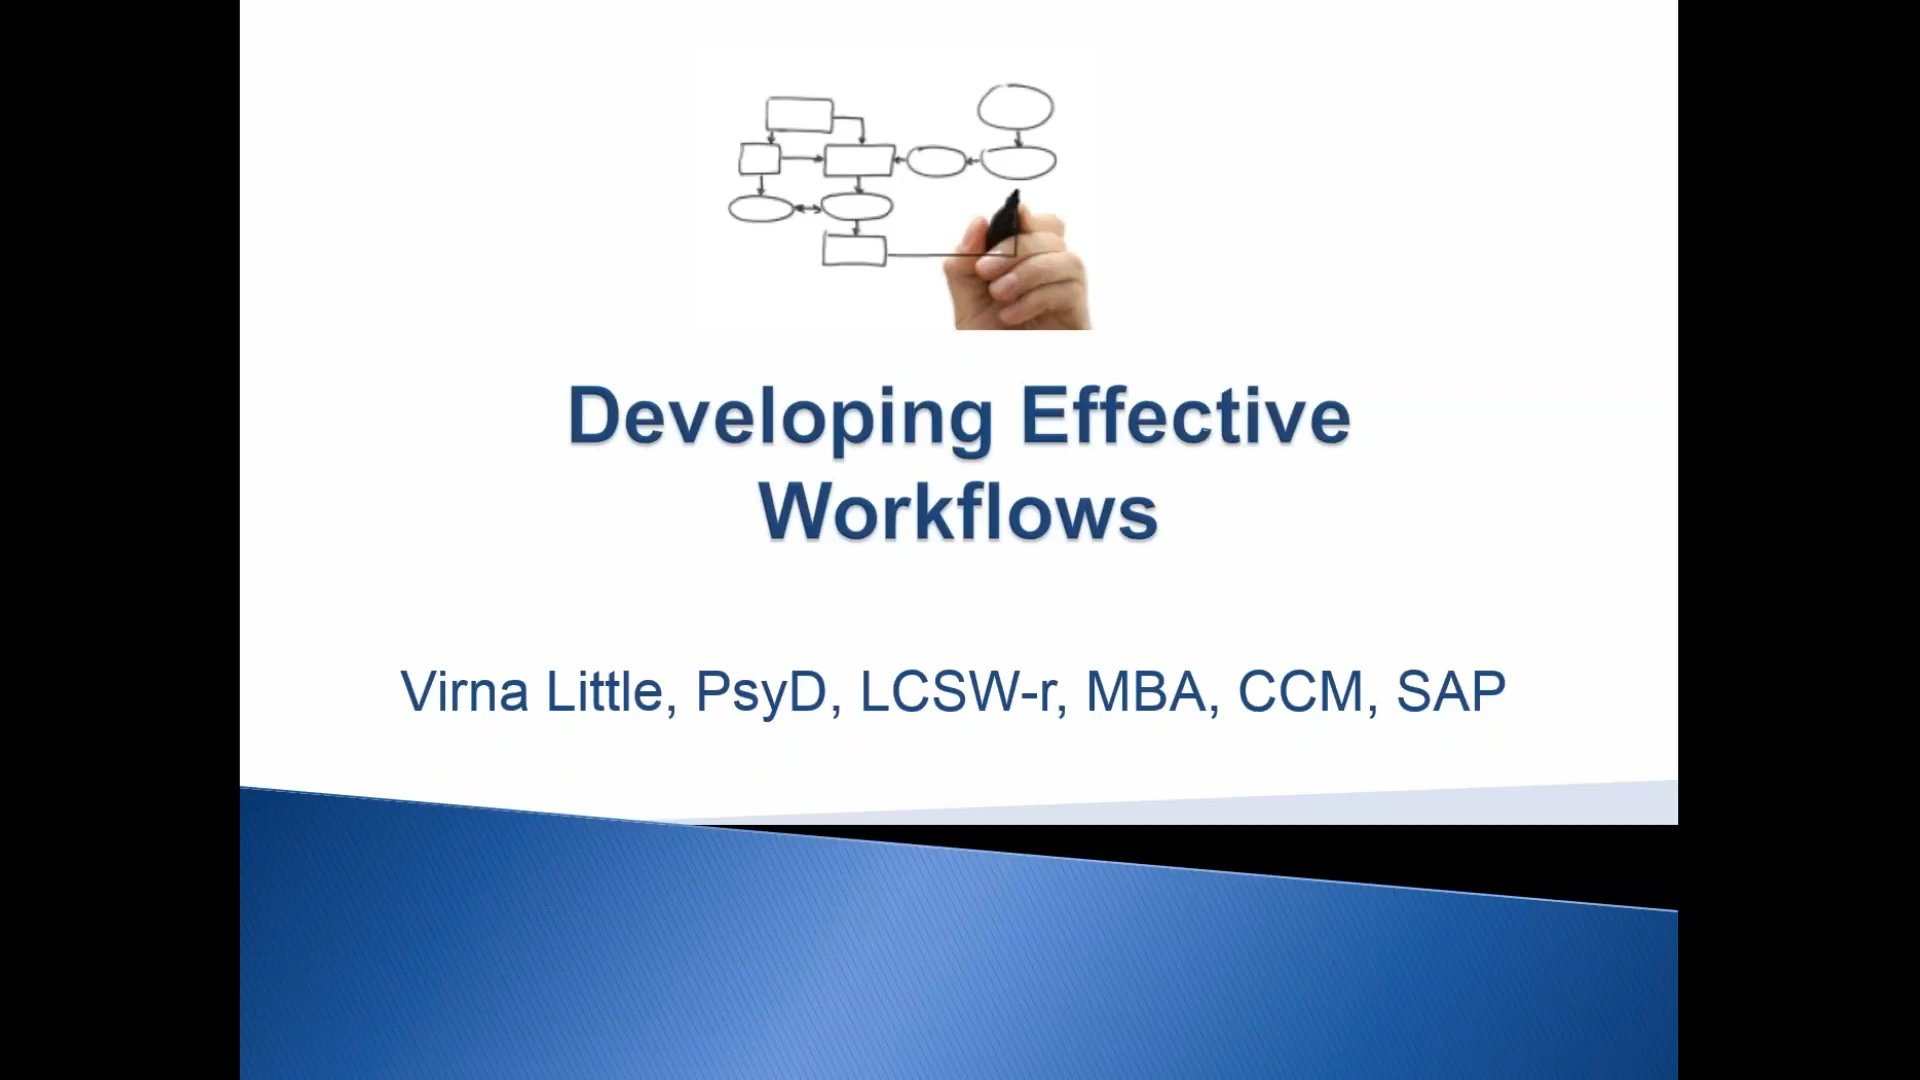 Developing Effective
Workflows
Virna Little, PsyD, LCSW-r, MBA, CCM, SAP